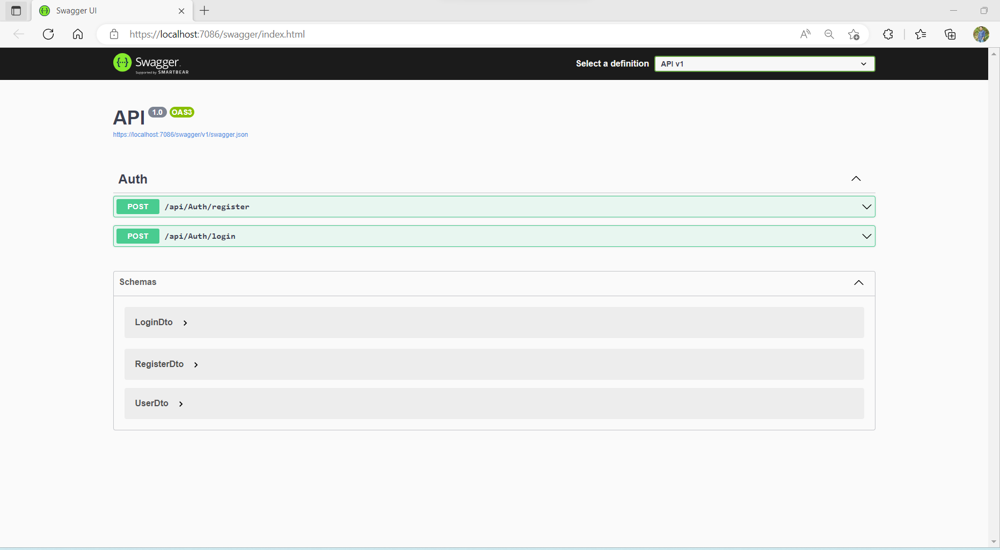 Swagger UI
https://localhost:7086/swagger/index.html
Swagger
Supported by SMARTBEAR
Select a definition
API v1
API 1.0 OAS3
https://localhost:7086/swagger/v1/swagger.json
Auth
POST /api/Auth/register
POST /api/Auth/login
Schemas
LoginDto
RegisterDto
UserDto